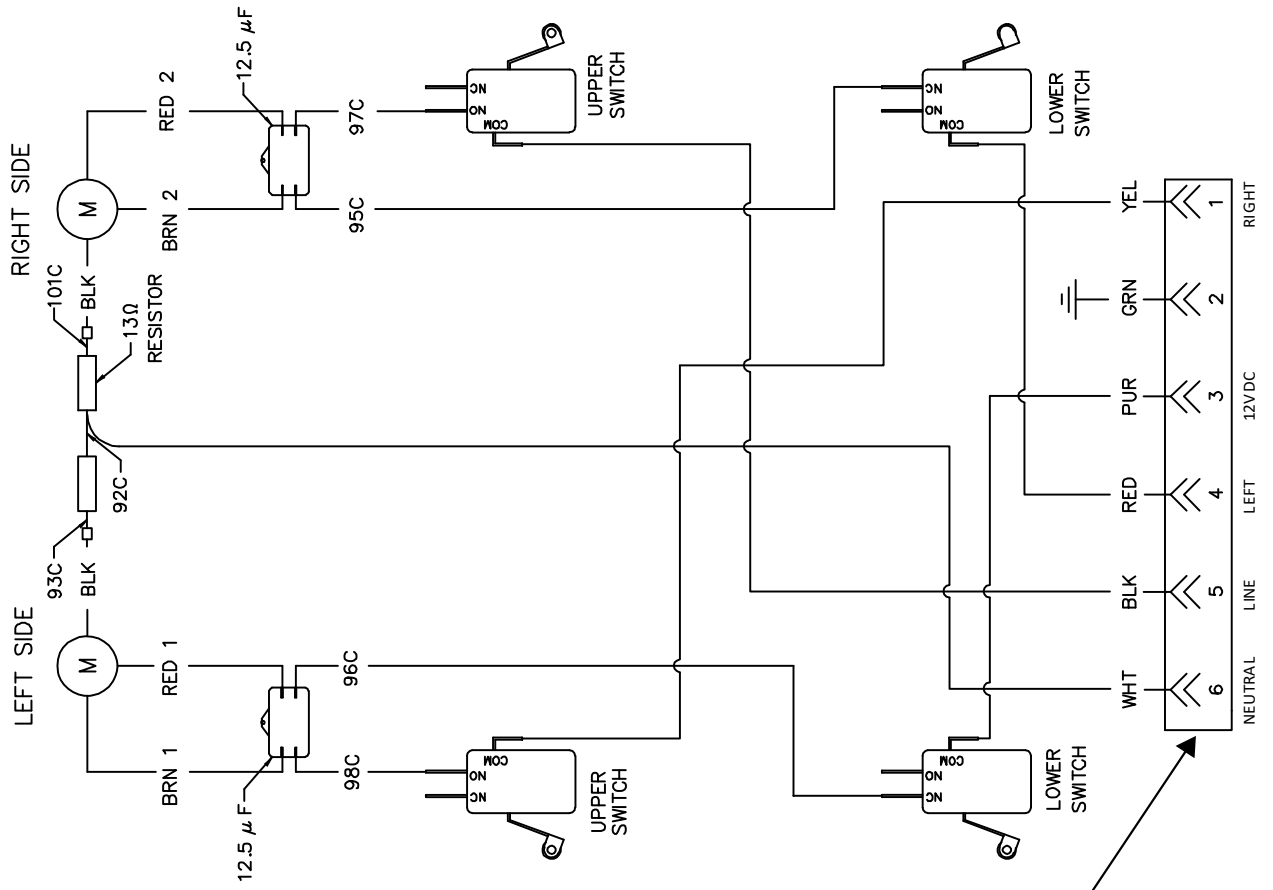 RIGHT SIDE
LEFT SIDE
RED 2
12.5 µF
BRN 2
101C
BLK
13Ω
RESISTOR
92C
93C
BLK
RED 1
BRN 1
12.5 µF
97C
95C
96C
98C
NC
NO
COM
UPPER
SWITCH
NC
NO
COM
LOWER
SWITCH
COM
NO
NC
UPPER
SWITCH
COM
NO
NC
LOWER
SWITCH
M
M
YEL
GRN
PUR
RED
BLK
WHT
1
2
3
4
5
6
RIGHT
12VDC
LEFT
LINE
NEUTRAL